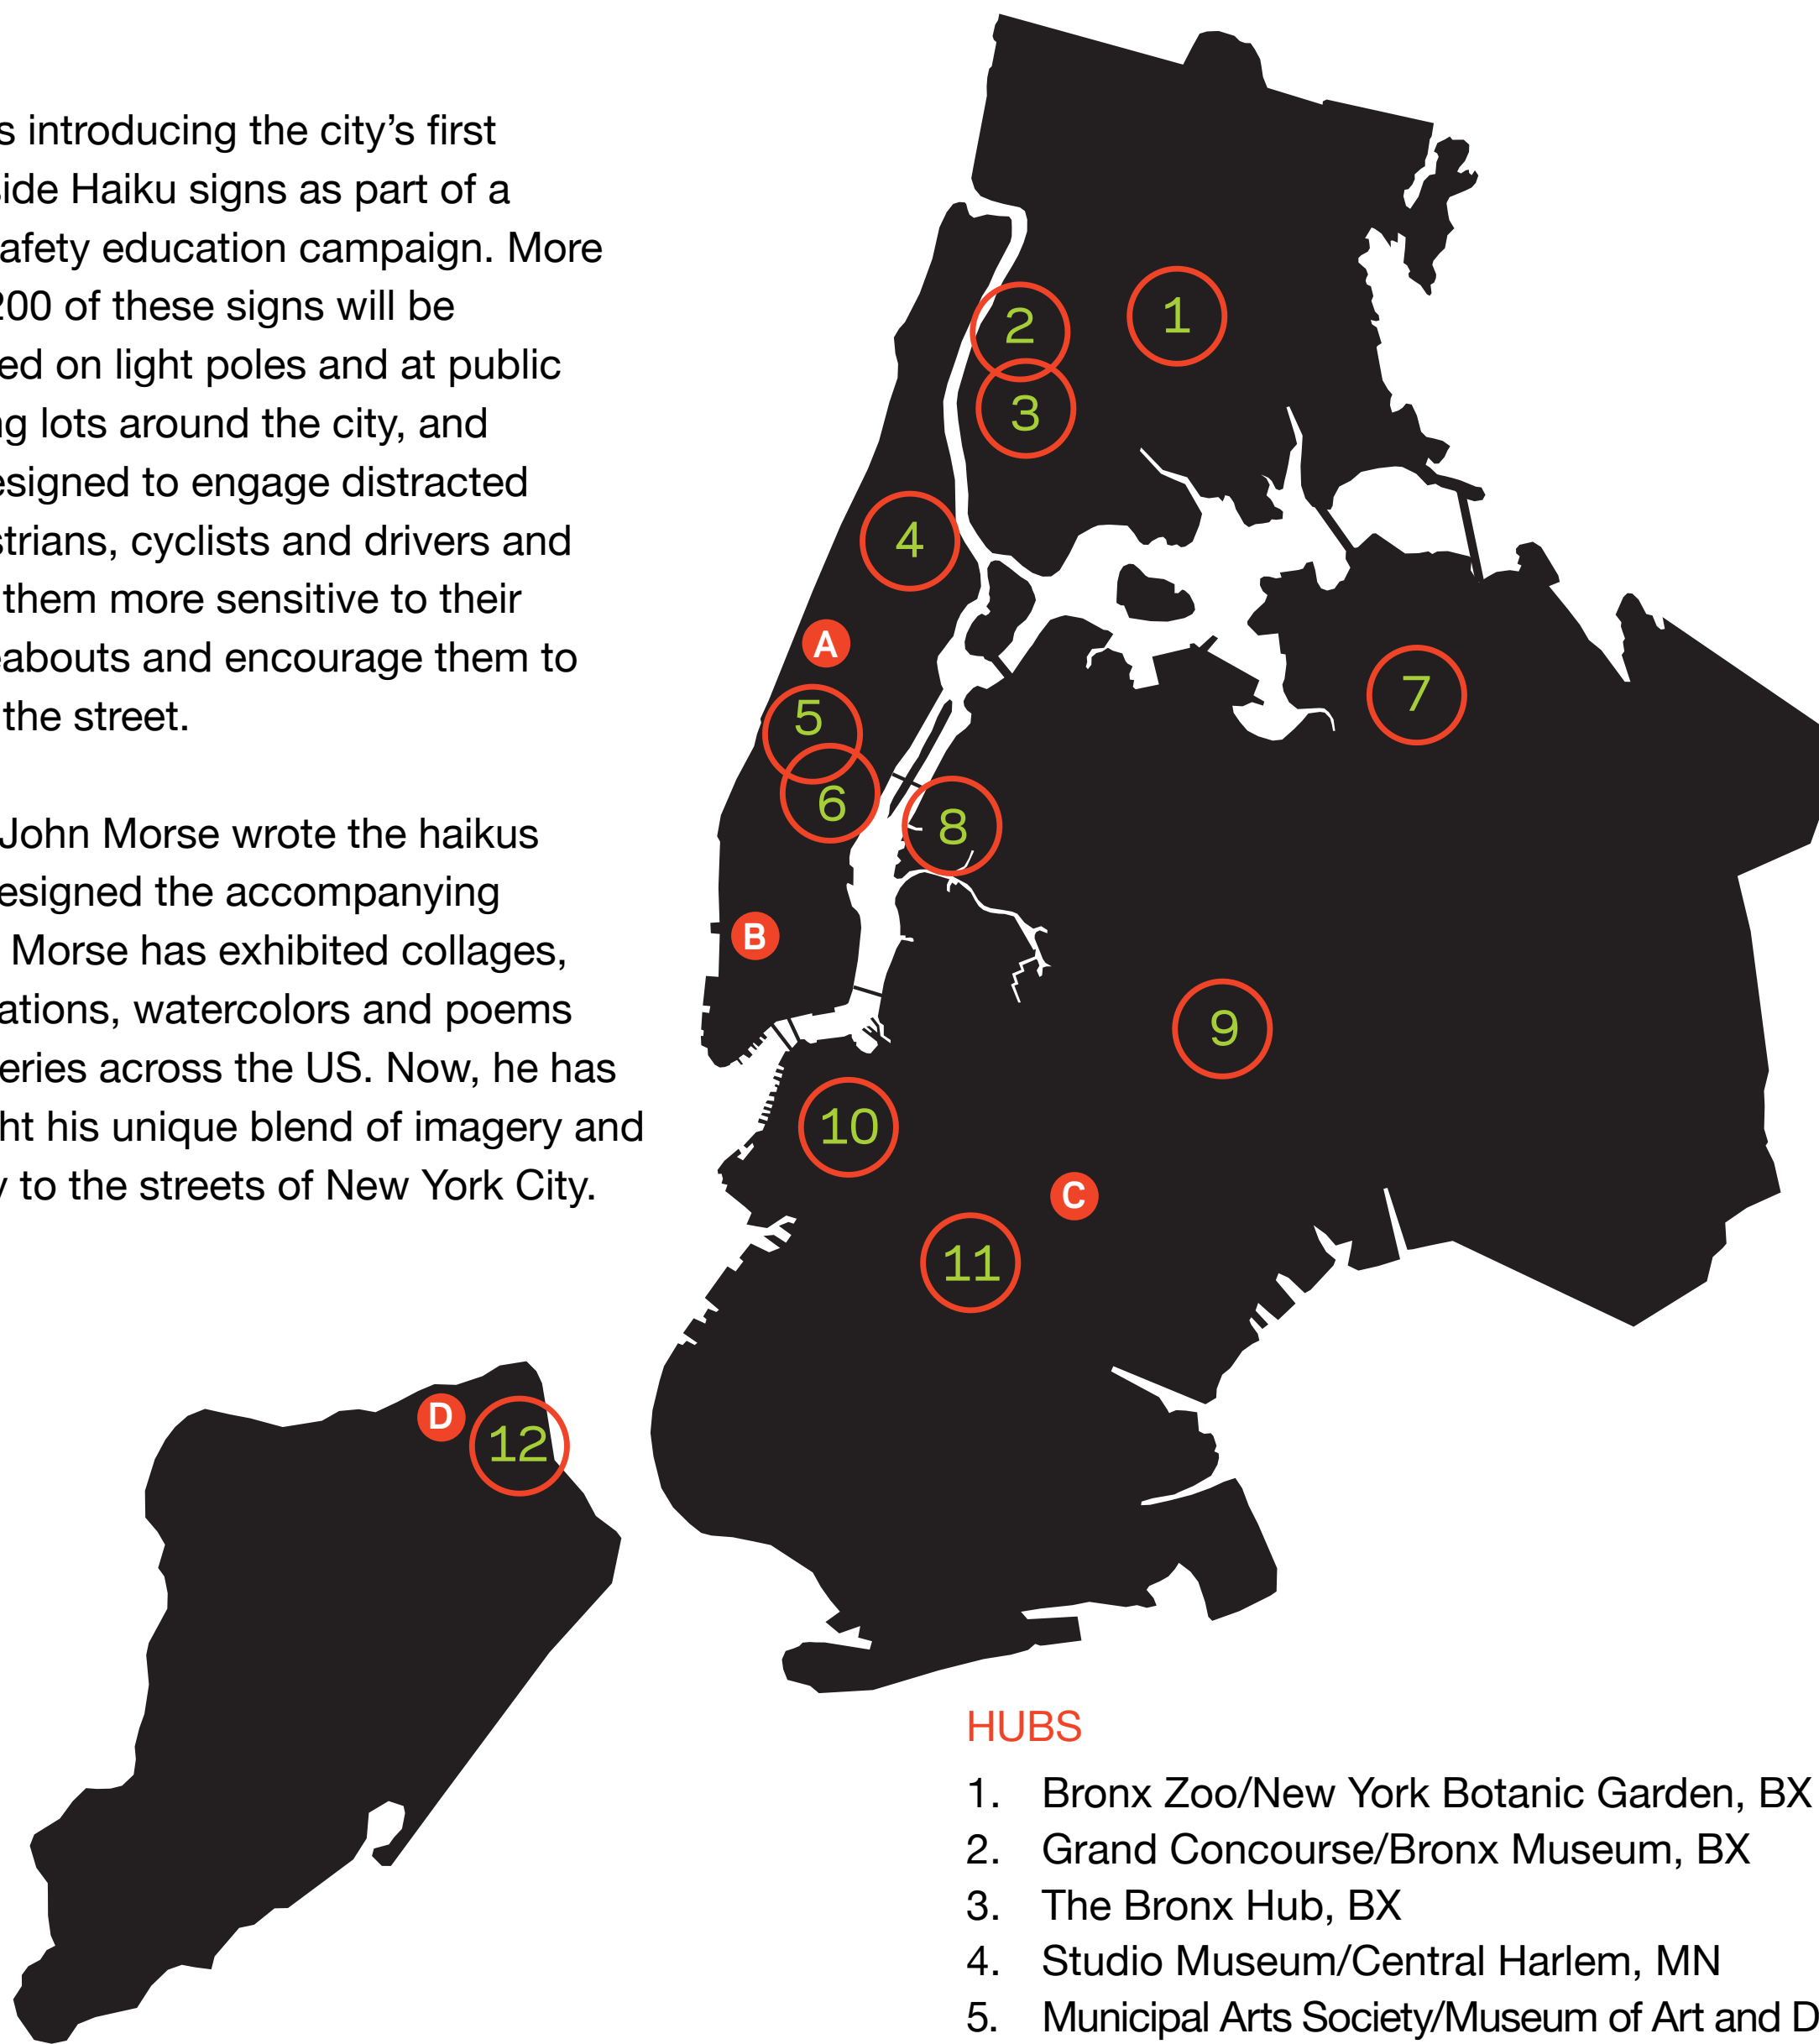 s introducing the city’s first
side Haiku signs as part of a
safety education campaign. More
200 of these signs will be
ed on light poles and at public
ng lots around the city, and
esigned to engage distracted
strians, cyclists and drivers and
them more sensitive to their
eabouts and encourage them to
the street.
John Morse wrote the haikus
esigned the accompanying
Morse has exhibited collages,
ations, watercolors and poems
eries across the US. Now, he has
ght his unique blend of imagery and
y to the streets of New York City.
1
2
3
4
A
5
6
7
8
B
9
10
C
11
D
12
HUBS
1. Bronx Zoo/New York Botanic Garden, BX
2. Grand Concourse/Bronx Museum, BX
3. The Bronx Hub, BX
4. Studio Museum/Central Harlem, MN
5. Municipal Arts Society/Museum of Art and D